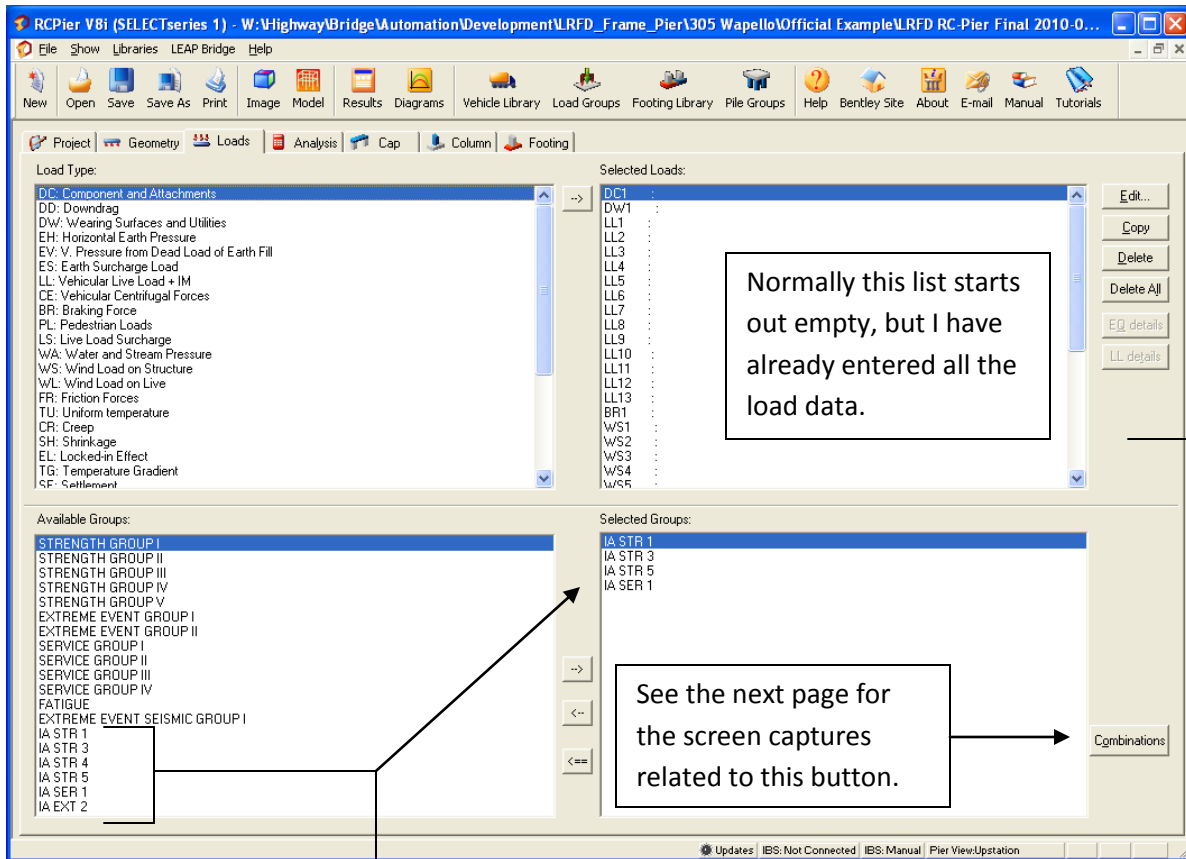 RCPier V8i (SELECTseries 1) - W:\Highway\Bridge\Automation\Development\LRFD_Frame_Pier\305 Wapello\Official Example\LRFD RC-Pier Final 2010-0...
File Show Libraries LEAP Bridge Help
New Open Save Save As Print Image Model Results Diagrams Vehicle Library Load Groups Footing Library Pile Groups Help Bentley Site About E-mail Manual Tutorials
Project Geometry Loads Analysis Cap Column Footing
Load Type:
DC: Component and Attachments
DD: Downdrag
DW: Wearing Surfaces and Utilities
EH: Horizontal Earth Pressure
EV: V. Pressure from Dead Load of Earth Fill
ES: Earth Surcharge Load
LL: Vehicular Live Load + IM
CE: Vehicular Centrifugal Forces
BR: Braking Force
PL: Pedestrian Loads
LS: Live Load Surcharge
WA: Water and Stream Pressure
WS: Wind Load on Structure
WL: Wind Load on Live
FR: Friction Forces
TU: Uniform temperature
CR: Creep
SH: Shrinkage
EL: Locked-in Effect
TG: Temperature Gradient
SE: Settlement
-->
Selected Loads:
DC1 :
DW1 :
LL1 :
LL2 :
LL3 :
LL4 :
LL5 :
LL6 :
LL7 :
LL8 :
LL9 :
LL10 :
LL11 :
LL12 :
LL13 :
BR1 :
WS1 :
WS2 :
WS3 :
WS4 :
WS5 :
Normally this list starts
out empty, but I have
already entered all the
load data.
Edit...
Copy
Delete
Delete All
EQ details
LL details
Available Groups:
STRENGTH GROUP I
STRENGTH GROUP II
STRENGTH GROUP III
STRENGTH GROUP IV
STRENGTH GROUP V
EXTREME EVENT GROUP I
EXTREME EVENT GROUP II
SERVICE GROUP I
SERVICE GROUP II
SERVICE GROUP III
SERVICE GROUP IV
FATIGUE
EXTREME EVENT SEISMIC GROUP I
IA STR 1
IA STR 3
IA STR 4
IA STR 5
IA SER 1
IA EXT 2
-->
<--
<==
Selected Groups:
IA STR 1
IA STR 3
IA STR 5
IA SER 1
See the next page for
the screen captures
related to this button.
Combinations
Updates IBS: Not Connected IBS: Manual Pier View:Upstation